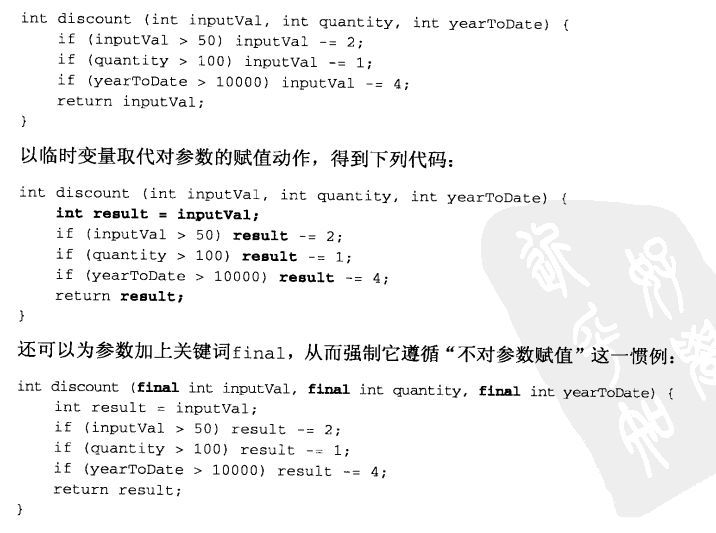 int discount (int inputVal, int quantity, int yearToDate) {
    if (inputVal > 50) inputVal -= 2;
    if (quantity > 100) inputVal -= 1;
    if (yearToDate > 10000) inputVal -= 4;
    return inputVal;
}
以临时变量取代对参数的赋值动作，得到下列代码：
int discount (int inputVal, int quantity, int yearToDate) {
    int result = inputVal;
    if (inputVal > 50) result -= 2;
    if (quantity > 100) result -= 1;
    if (yearToDate > 10000) result -= 4;
    return result;
}
还可以为参数加上关键词final，从而强制它遵循“不对参数赋值”这一惯例：
int discount (final int inputVal, final int quantity, final int yearToDate) {
    int result = inputVal;
    if (inputVal > 50) result -= 2;
    if (quantity > 100) result -= 1;
    if (yearToDate > 10000) result -= 4;
    return result;
}